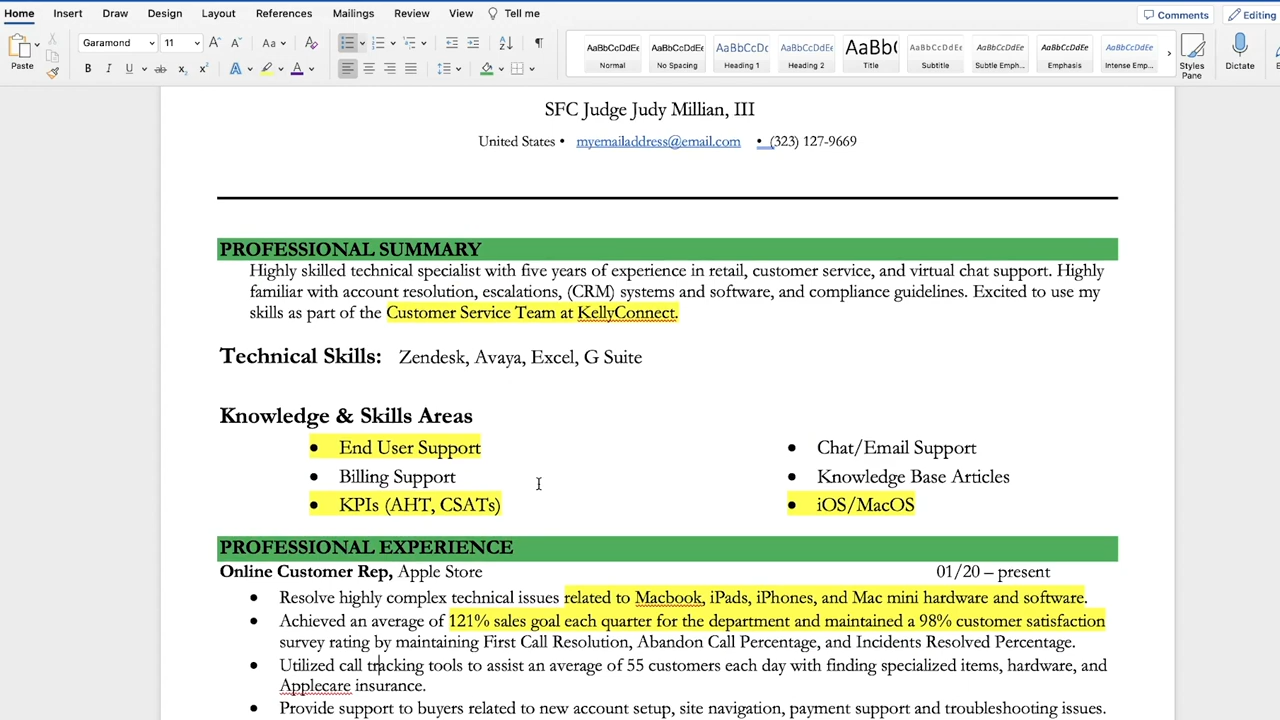 Home Insert Draw Design Layout References Mailings Review View Tell me Comments Editing
Paste Garamond 11 A A Aa A AaBbCcDdEe AaBbCcDdEe AaBbCcDc AaBbCcDdEe AaBb( AaBbCcDdEe AaBbCcDdEe AaBbCcDdEe AaBbCcDdEe
B I U ab x₂ x² A A Normal No Spacing Heading 1 Heading 2 Title Subtitle Subtle Emph... Emphasis Intense Emp... Styles Pane Dictate
SFC Judge Judy Millian, III
United States • myemailaddress@email.com • (323) 127-9669
PROFESSIONAL SUMMARY
Highly skilled technical specialist with five years of experience in retail, customer service, and virtual chat support. Highly
familiar with account resolution, escalations, (CRM) systems and software, and compliance guidelines. Excited to use my
skills as part of the Customer Service Team at KellyConnect.
Technical Skills: Zendesk, Avaya, Excel, G Suite
Knowledge & Skills Areas
• End User Support • Chat/Email Support
• Billing Support • Knowledge Base Articles
• KPIs (AHT, CSATs) • iOS/MacOS
PROFESSIONAL EXPERIENCE
Online Customer Rep, Apple Store 01/20 – present
• Resolve highly complex technical issues related to Macbook, iPads, iPhones, and Mac mini hardware and software.
• Achieved an average of 121% sales goal each quarter for the department and maintained a 98% customer satisfaction
survey rating by maintaining First Call Resolution, Abandon Call Percentage, and Incidents Resolved Percentage.
• Utilized call tracking tools to assist an average of 55 customers each day with finding specialized items, hardware, and
Applecare insurance.
• Provide support to buyers related to new account setup, site navigation, payment support and troubleshooting issues.